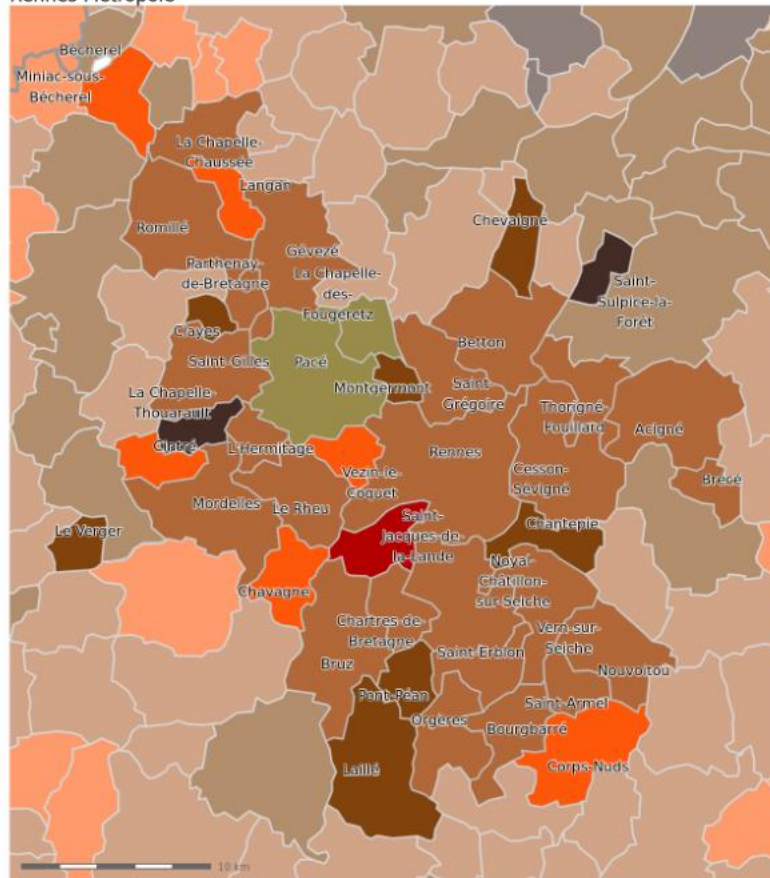 Rennes Métropole
Bécherel
Miniac-sous-
Bécherel
La Chapelle-
Chaussée
Langan
Romillé
Chevaigné
Gévezé
Parthenay-
de-Bretagne
La Chapelle-
des-
Fougeretz
Saint-
Sulpice-la-
Forêt
Clayes
Betton
Saint-Gilles
Pacé
Montgermont
Saint-
Grégoire
La Chapelle-
Thouarault
Thorigné-
Fouillard
Acigné
Cintré
L'Hermitage
Rennes
Vezin-le-
Coquet
Cesson-
Sévigné
Brécé
Mordelles
Le Rheu
Le Verger
Saint-
Jacques-de-
la-Lande
Chantepie
Noyal-
Châtillon-
sur-Seiche
Chavagne
Chartres-de-
Bretagne
Vern-sur-
Seiche
Bruz
Saint-Erblon
Nouvoitou
Pont-Péan
Saint-Armel
Orgères
Bourgbarré
Laillé
Corps-Nuds
10 km